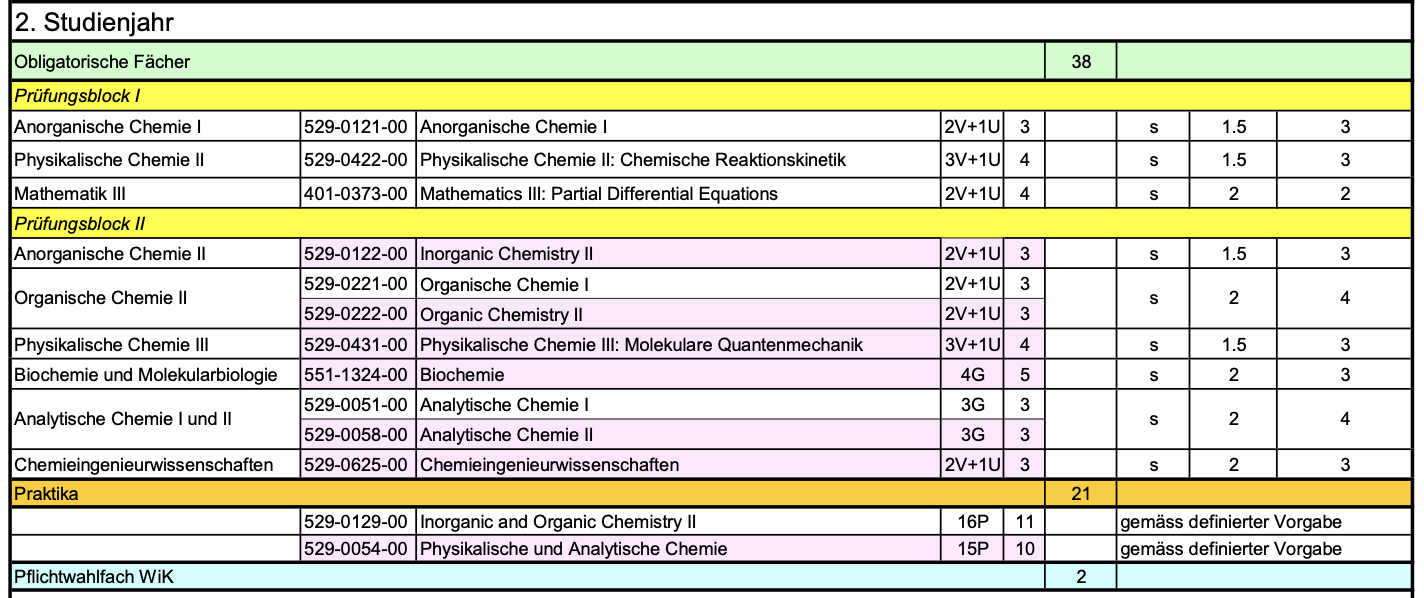 2. Studienjahr
Obligatorische Fächer 38
Prüfungsblock I
Anorganische Chemie I 529-0121-00 Anorganische Chemie I 2V+1U 3 s 1.5 3
Physikalische Chemie II 529-0422-00 Physikalische Chemie II: Chemische Reaktionskinetik 3V+1U 4 s 1.5 3
Mathematik III 401-0373-00 Mathematics III: Partial Differential Equations 2V+1U 4 s 2 2
Prüfungsblock II
Anorganische Chemie II 529-0122-00 Inorganic Chemistry II 2V+1U 3 s 1.5 3
Organische Chemie II 529-0221-00 Organische Chemie I 2V+1U 3 s 2 4
529-0222-00 Organic Chemistry II 2V+1U 3
Physikalische Chemie III 529-0431-00 Physikalische Chemie III: Molekulare Quantenmechanik 3V+1U 4 s 1.5 3
Biochemie und Molekularbiologie 551-1324-00 Biochemie 4G 5 s 2 3
Analytische Chemie I und II 529-0051-00 Analytische Chemie I 3G 3 s 2 4
529-0058-00 Analytische Chemie II 3G 3
Chemieingenieurwissenschaften 529-0625-00 Chemieingenieurwissenschaften 2V+1U 3 s 2 3
Praktika 21
529-0129-00 Inorganic and Organic Chemistry II 16P 11 gemäss definierter Vorgabe
529-0054-00 Physikalische und Analytische Chemie 15P 10 gemäss definierter Vorgabe
Pflichtwahlfach WiK 2